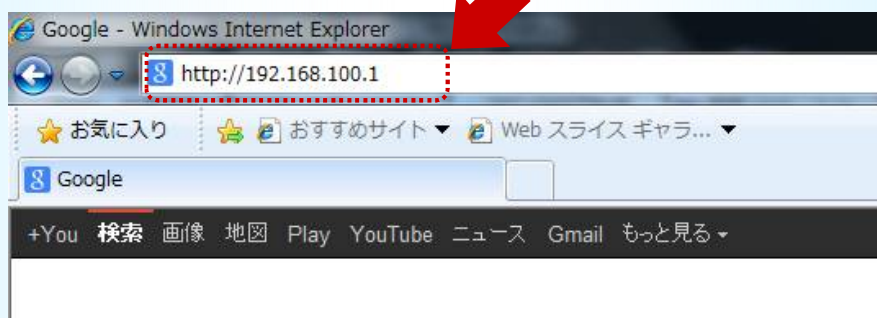 Google - Windows Internet Explorer
http://192.168.100.1
お気に入り おすすめサイト ▼ Web スライス ギャラ... ▼
Google
+You 検索 画像 地図 Play YouTube ニュース Gmail もっと見る